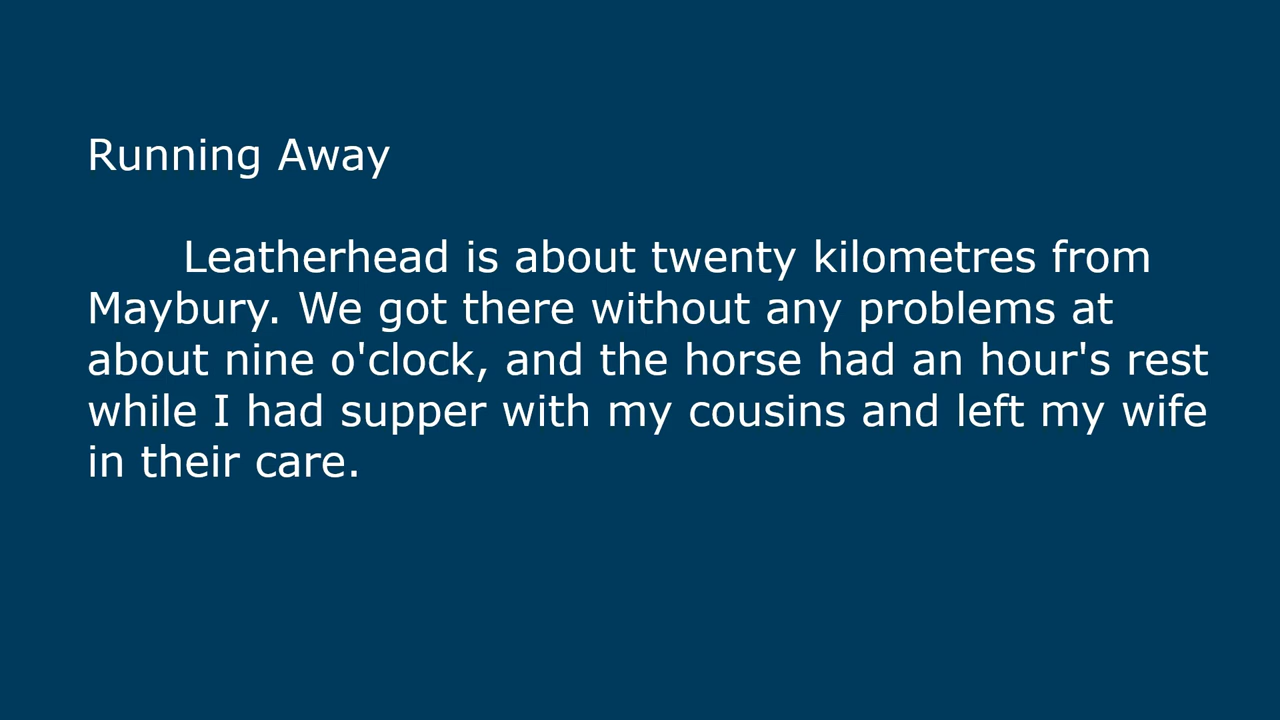 Running Away
Leatherhead is about twenty kilometres from
Maybury. We got there without any problems at
about nine o'clock, and the horse had an hour's rest
while I had supper with my cousins and left my wife
in their care.